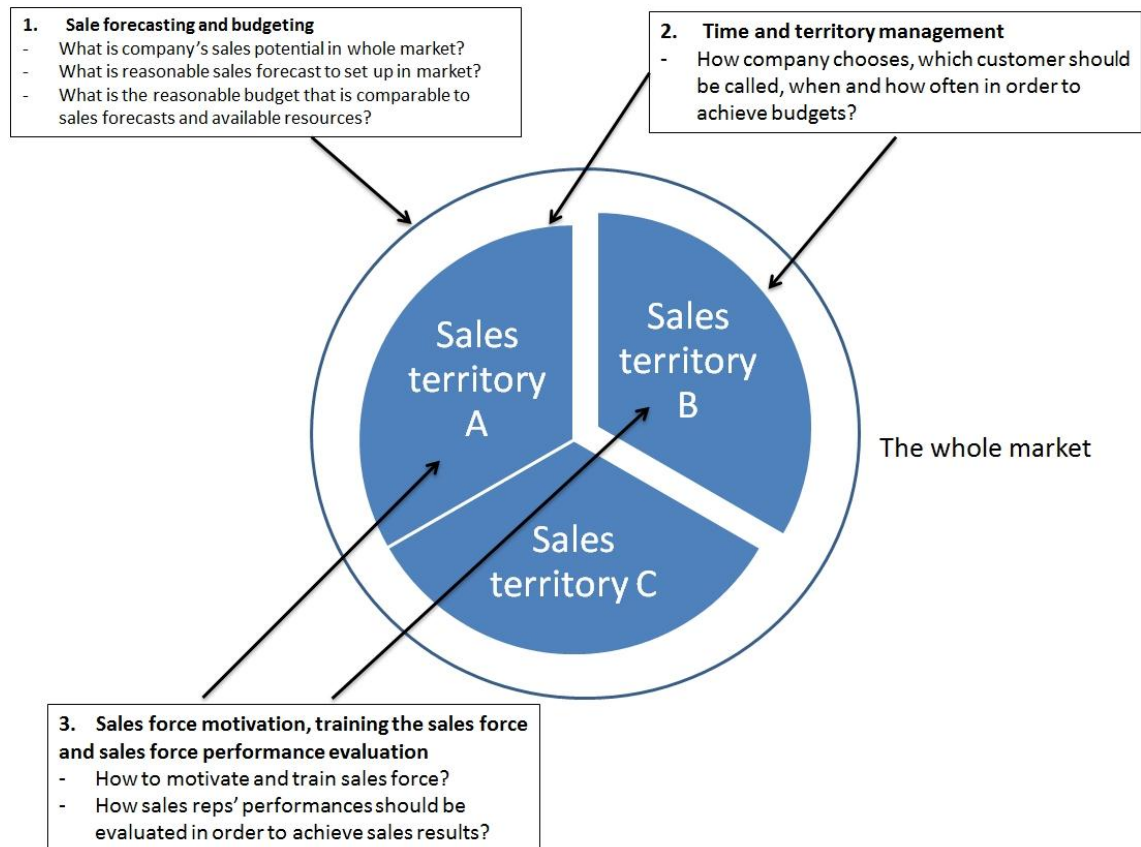 1. Sale forecasting and budgeting
- What is company's sales potential in whole market?
- What is reasonable sales forecast to set up in market?
- What is the reasonable budget that is comparable to
sales forecasts and available resources?
2. Time and territory management
- How company chooses, which customer should
be called, when and how often in order to
achieve budgets?
Sales
territory
A
Sales
territory
B
The whole market
Sales
territory C
3. Sales force motivation, training the sales force
and sales force performance evaluation
- How to motivate and train sales force?
- How sales reps' performances should be
evaluated in order to achieve sales results?